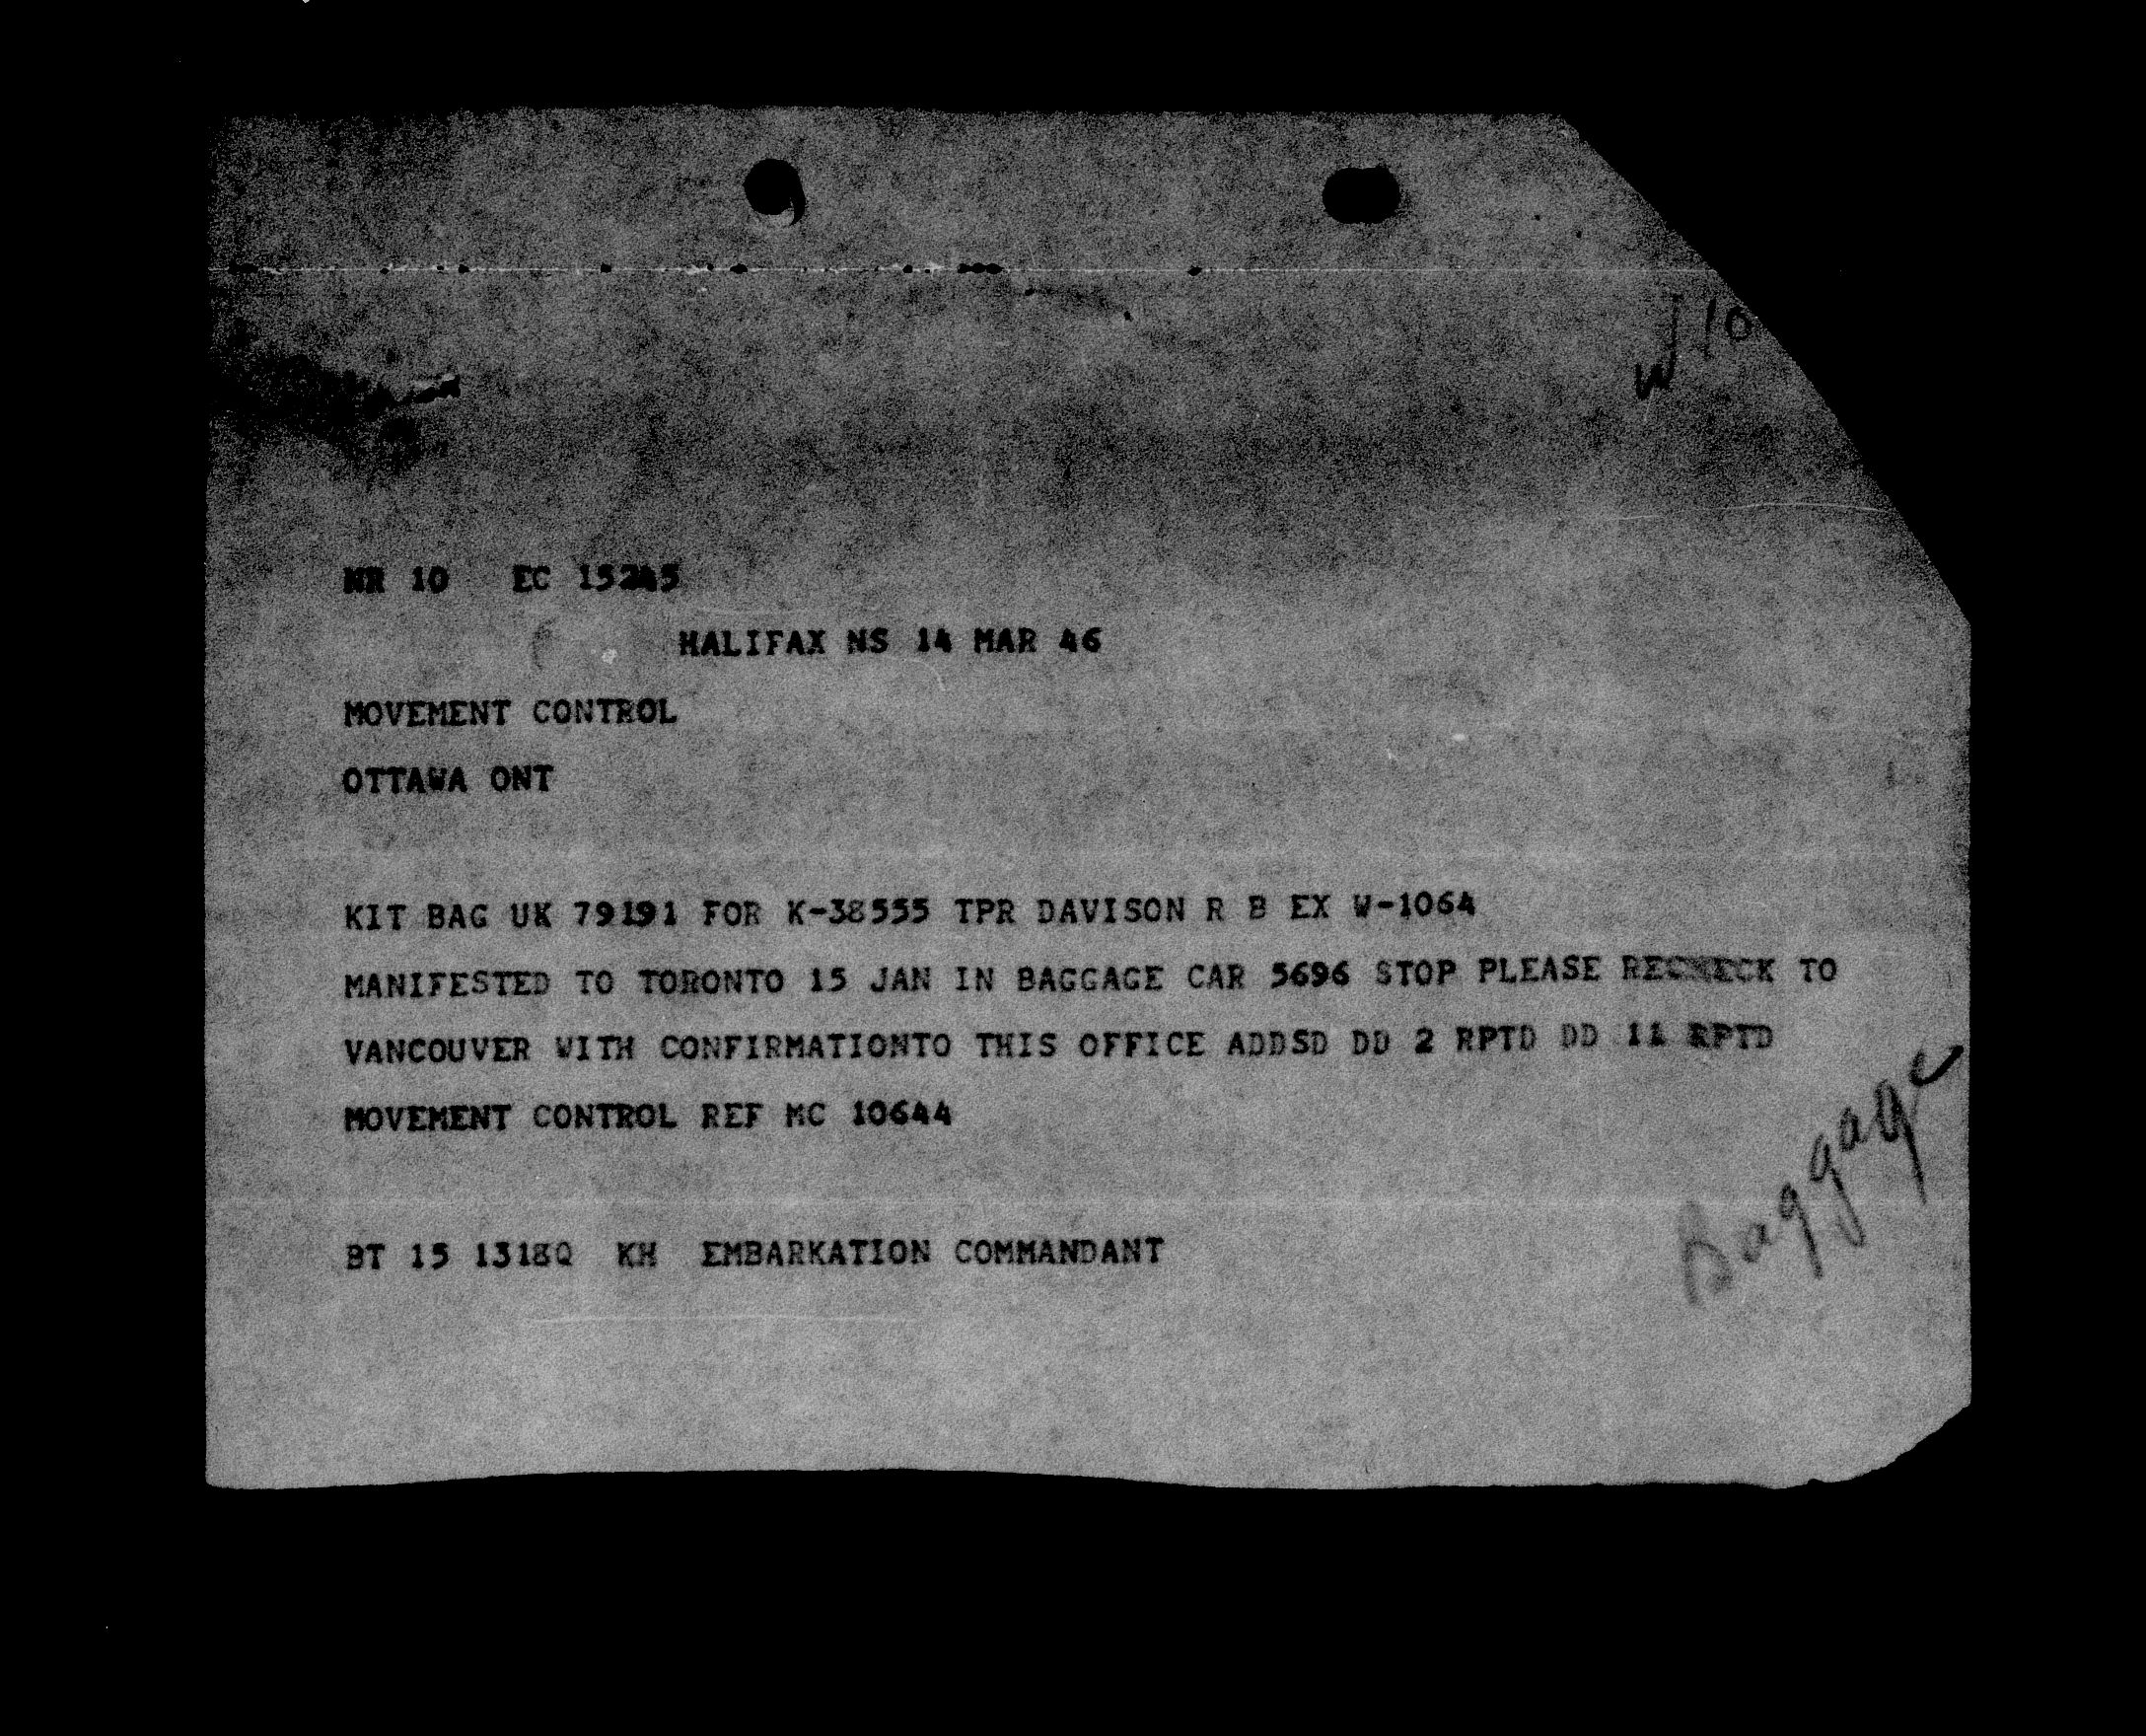 WJ10
NR 10 EC 15245
HALIFAX NS 14 MAR 46
MOVEMENT CONTROL
OTTAWA ONT
KIT BAG UK 79191 FOR K-38555 TPR DAVISON R B EX W-1064
MANIFESTED TO TORONTO 15 JAN IN BAGGAGE CAR 5696 STOP PLEASE RECHECK TO
VANCOUVER WITH CONFIRMATIONTO THIS OFFICE ADDSD DD 2 RPTD DD 11 RPTD
MOVEMENT CONTROL REF MC 10644
BT 15 1318Q KH EMBARKATION COMMANDANT
Baggage